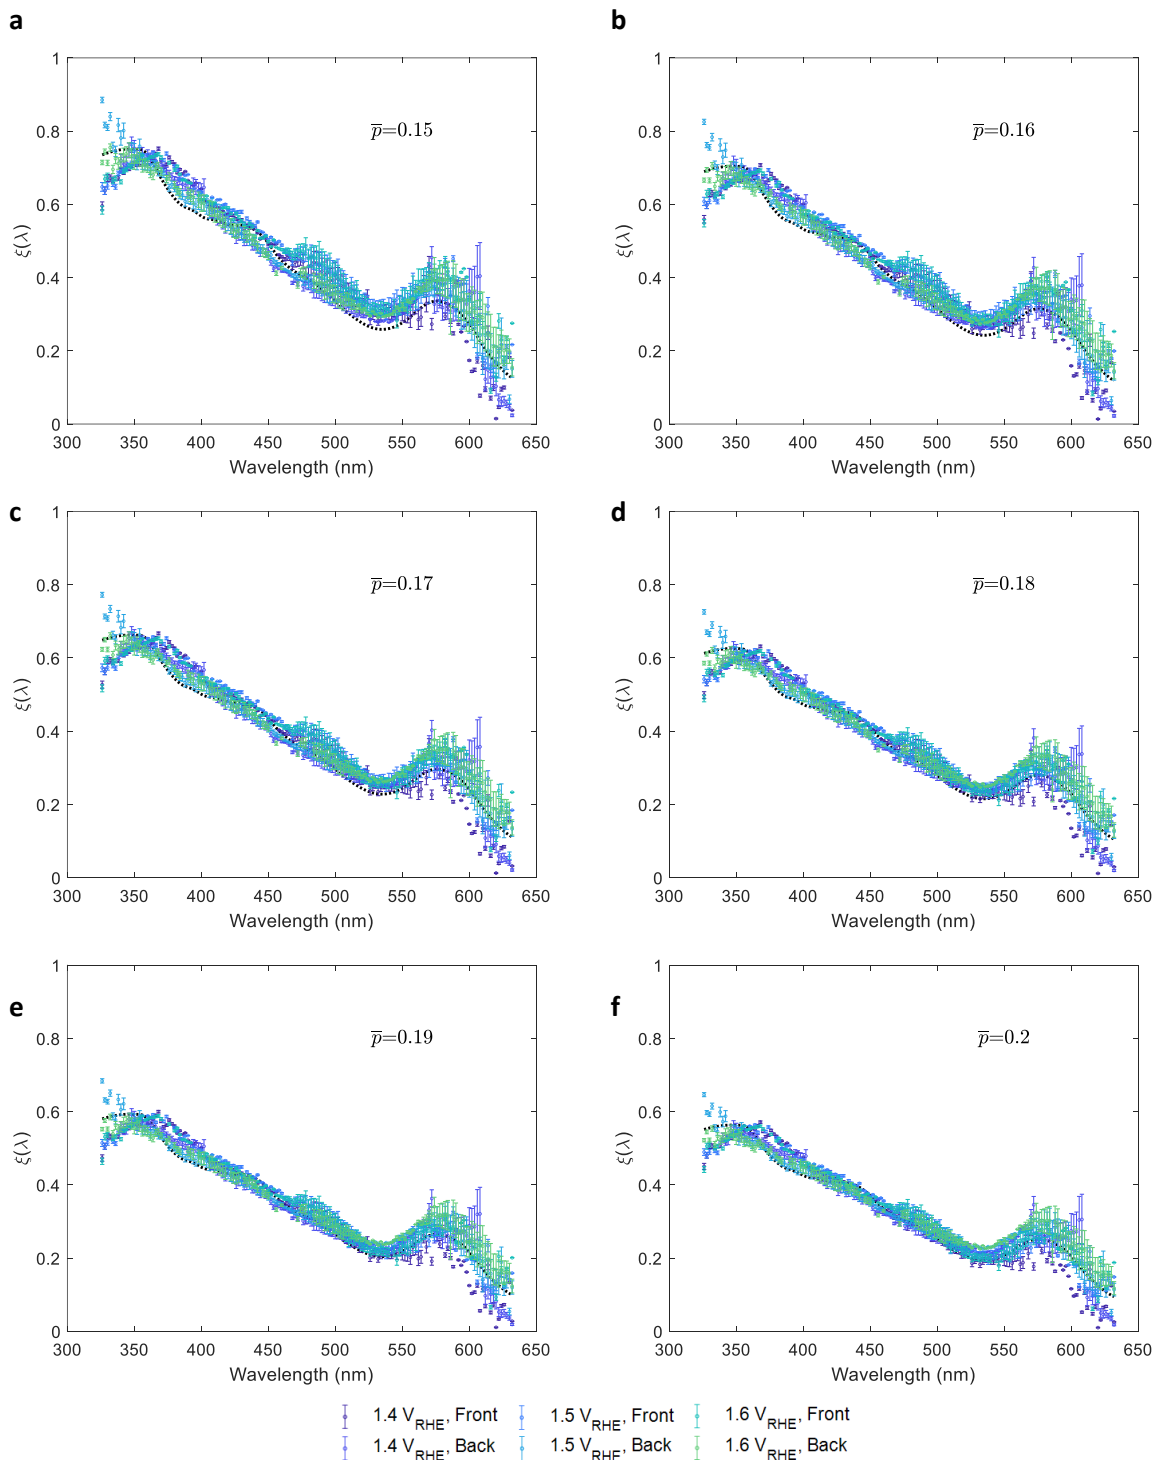 a
b
1
0.8
0.6
0.4
0.2
0
ξ(λ)
p̅=0.15
300 350 400 450 500 550 600 650
Wavelength (nm)
1
0.8
0.6
0.4
0.2
0
ξ(λ)
p̅=0.16
300 350 400 450 500 550 600 650
Wavelength (nm)
c
d
1
0.8
0.6
0.4
0.2
0
ξ(λ)
p̅=0.17
300 350 400 450 500 550 600 650
Wavelength (nm)
1
0.8
0.6
0.4
0.2
0
ξ(λ)
p̅=0.18
300 350 400 450 500 550 600 650
Wavelength (nm)
e
f
1
0.8
0.6
0.4
0.2
0
ξ(λ)
p̅=0.19
300 350 400 450 500 550 600 650
Wavelength (nm)
1
0.8
0.6
0.4
0.2
0
ξ(λ)
p̅=0.2
300 350 400 450 500 550 600 650
Wavelength (nm)
1.4 V_RHE, Front 1.5 V_RHE, Front 1.6 V_RHE, Front
1.4 V_RHE, Back 1.5 V_RHE, Back 1.6 V_RHE, Back